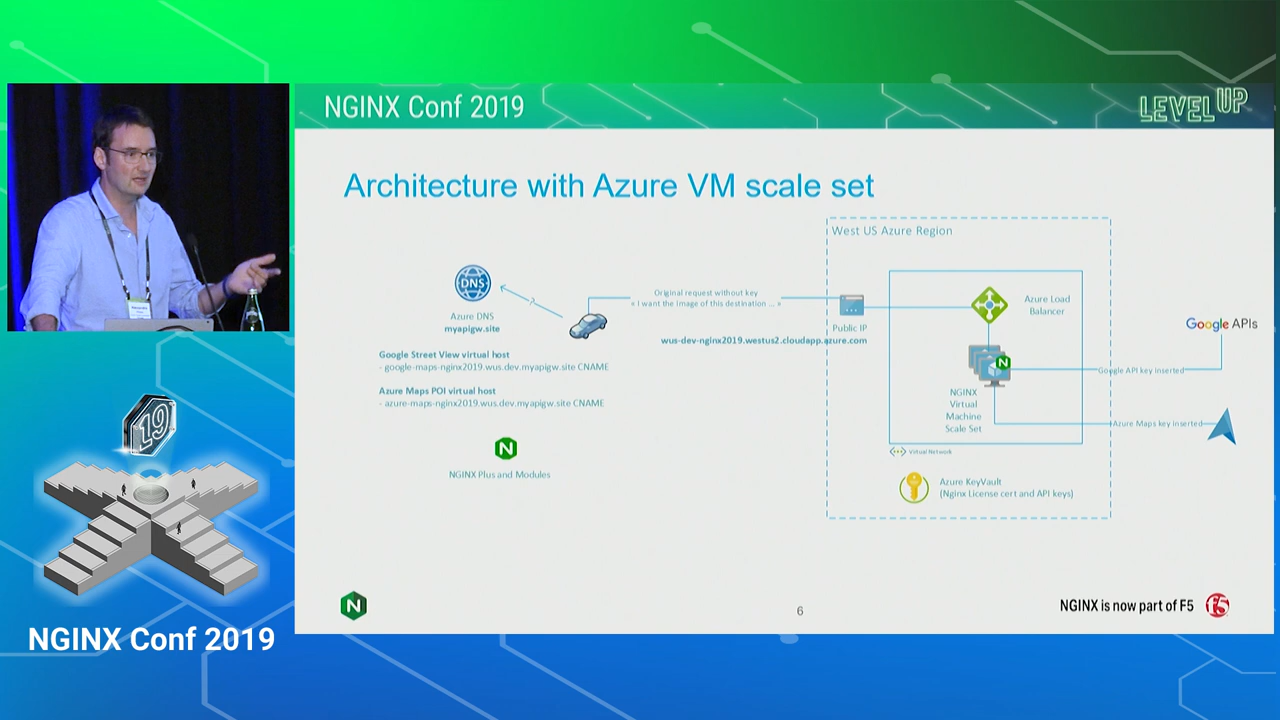 NGINX Conf 2019
LEVEL UP
Architecture with Azure VM scale set
West US Azure Region
DNS
Azure DNS
myapigw.site
?
Original request without key
« I want the image of this destination ... »
Public IP
wus-dev-nginx2019.westus2.cloudapp.azure.com
Azure Load
Balancer
Google APIs
Google Street View virtual host
- google-maps-nginx2019.wus.dev.myapigw.site CNAME
Azure Maps POI virtual host
- azure-maps-nginx2019.wus.dev.myapigw.site CNAME
N
Google API key inserted
NGINX
Virtual
Machine
Scale Set
Azure Maps key inserted
N
NGINX Plus and Modules
Virtual Network
Azure KeyVault
(Nginx License cert and API keys)
19
N
6
NGINX is now part of F5
f5
NGINX Conf 2019